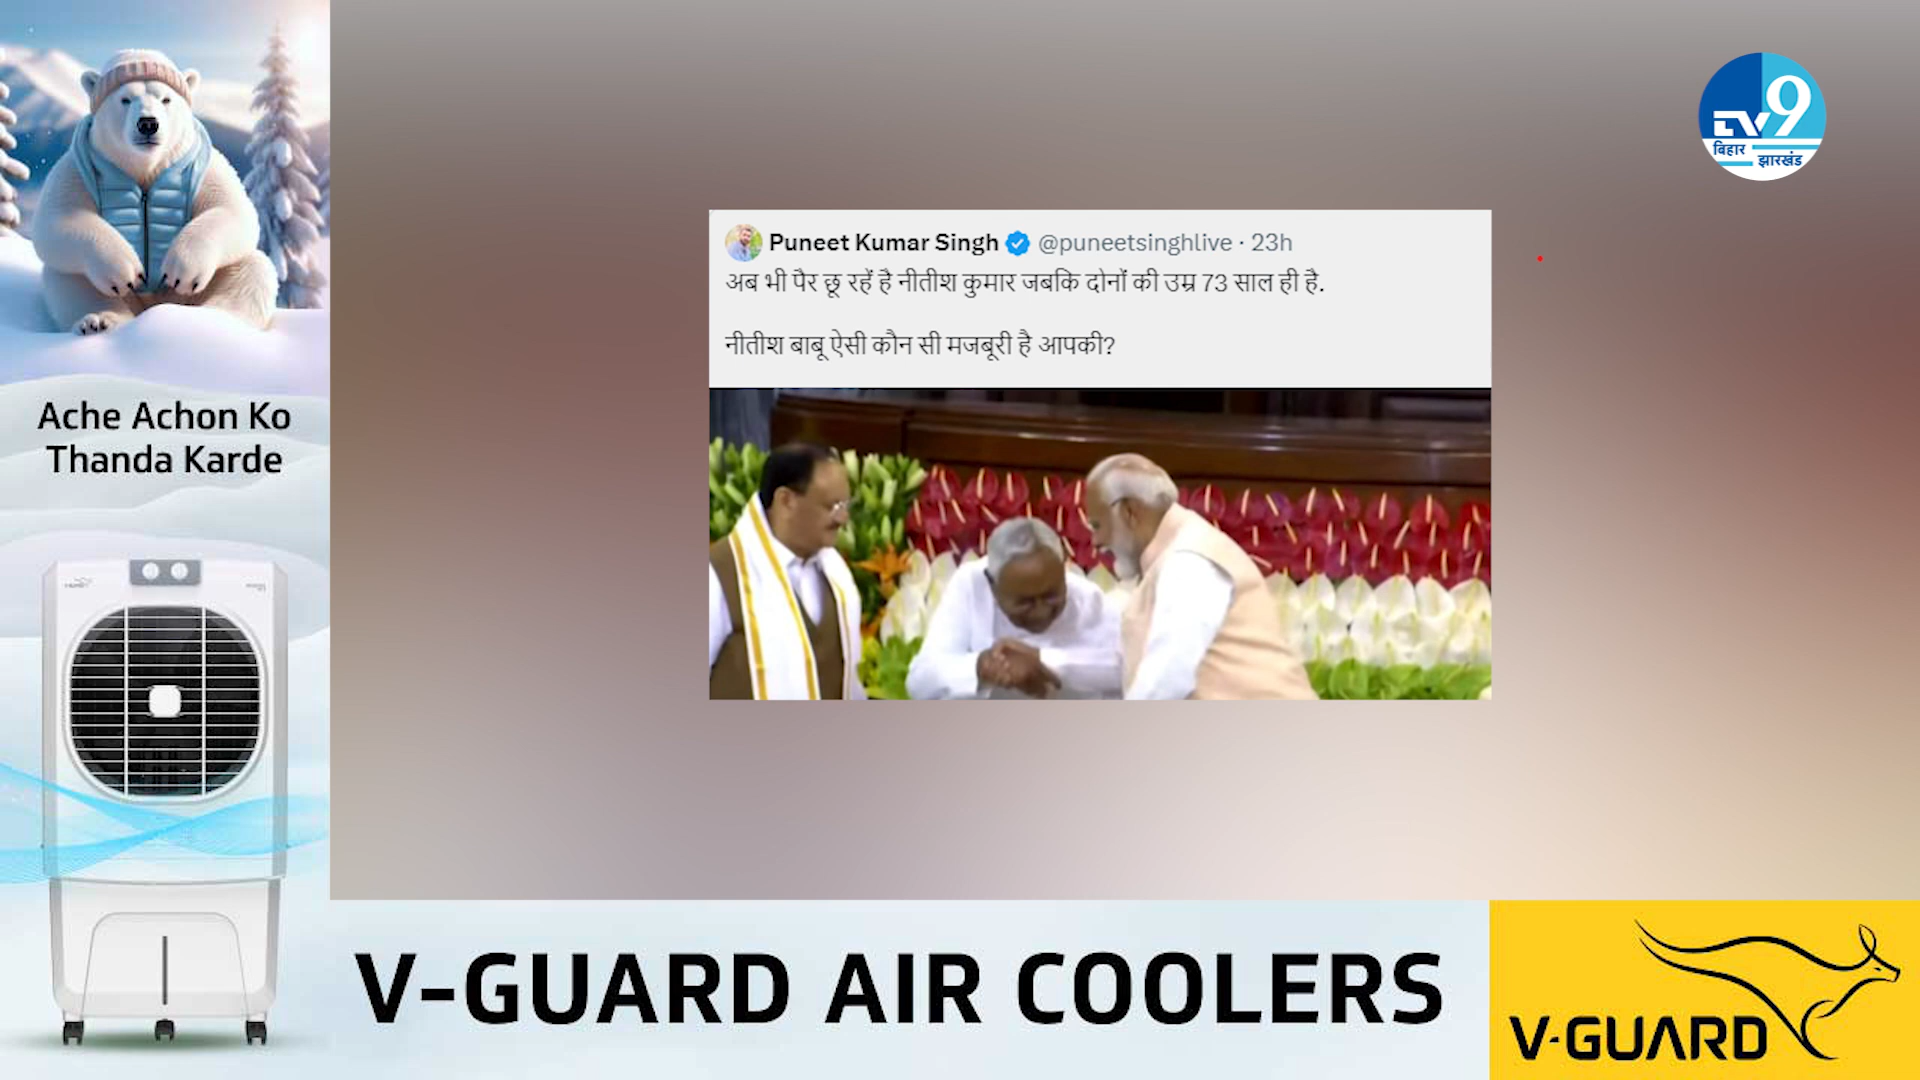 tv9
बिहार
झारखंड
Puneet Kumar Singh @puneetsinghlive · 23h
अब भी पैर छू रहें है नीतीश कुमार जबकि दोनों की उम्र 73 साल ही है.
नीतीश बाबू ऐसी कौन सी मजबूरी है आपकी?
Ache Achon Ko
Thanda Karde
V-GUARD AIR COOLERS
V-GUARD